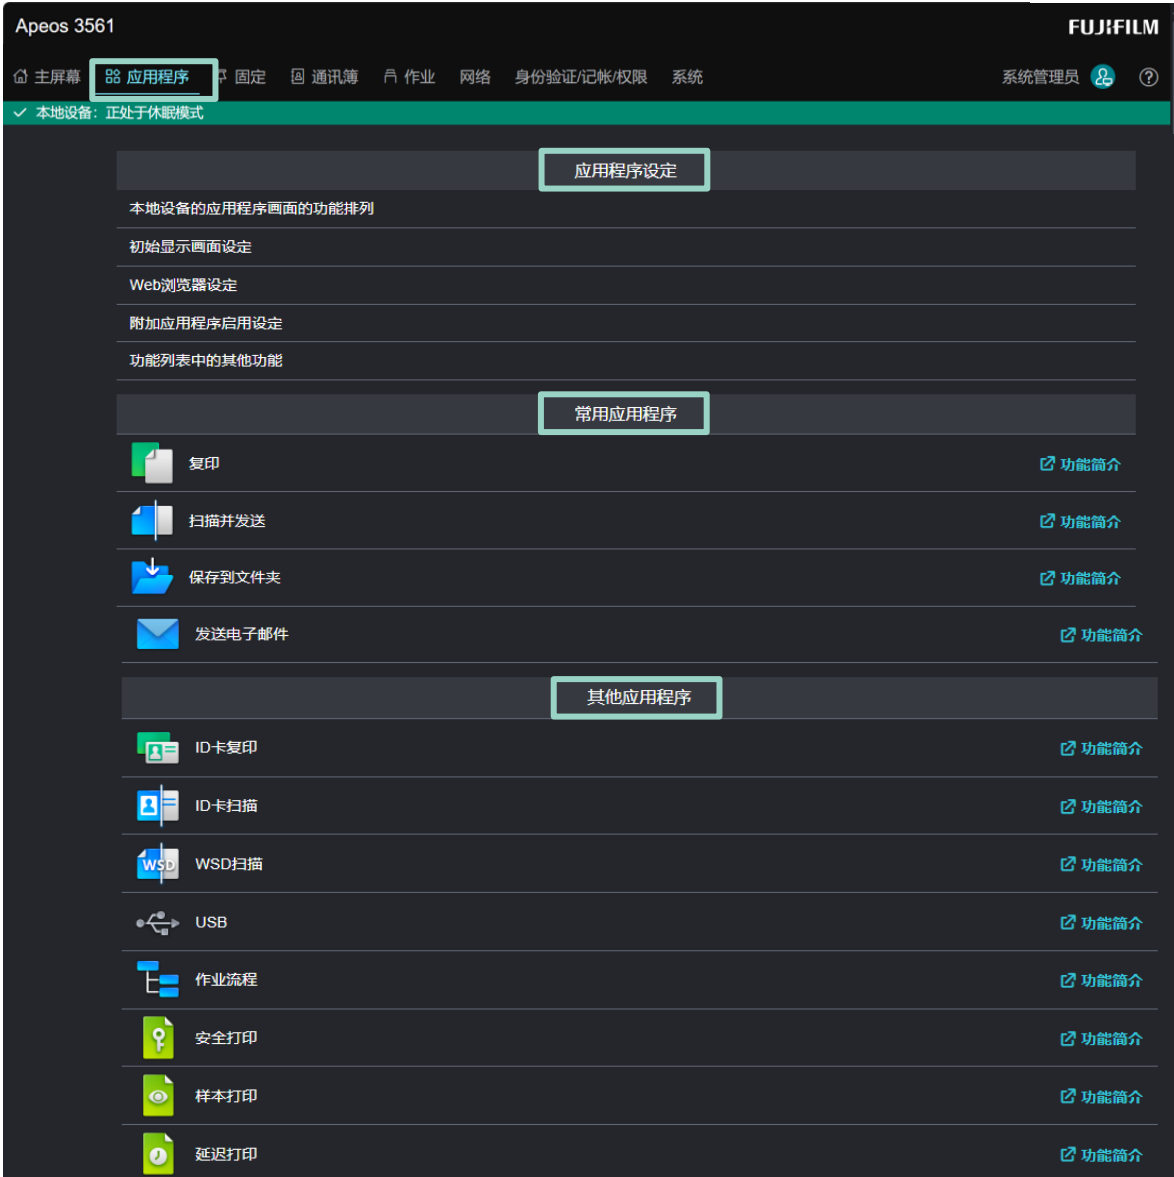 Apeos 3561
FUJIFILM
主屏幕 应用程序 固定 通讯簿 作业 网络 身份验证/记帐/权限 系统 系统管理员
本地设备：正处于休眠模式
应用程序设定
本地设备的应用程序画面的功能排列
初始显示画面设定
Web浏览器设定
附加应用程序启用设定
功能列表中的其他功能
常用应用程序
复印 功能简介
扫描并发送 功能简介
保存到文件夹 功能简介
发送电子邮件 功能简介
其他应用程序
ID卡复印 功能简介
ID卡扫描 功能简介
WSD WSD扫描 功能简介
USB 功能简介
作业流程 功能简介
安全打印 功能简介
样本打印 功能简介
延迟打印 功能简介